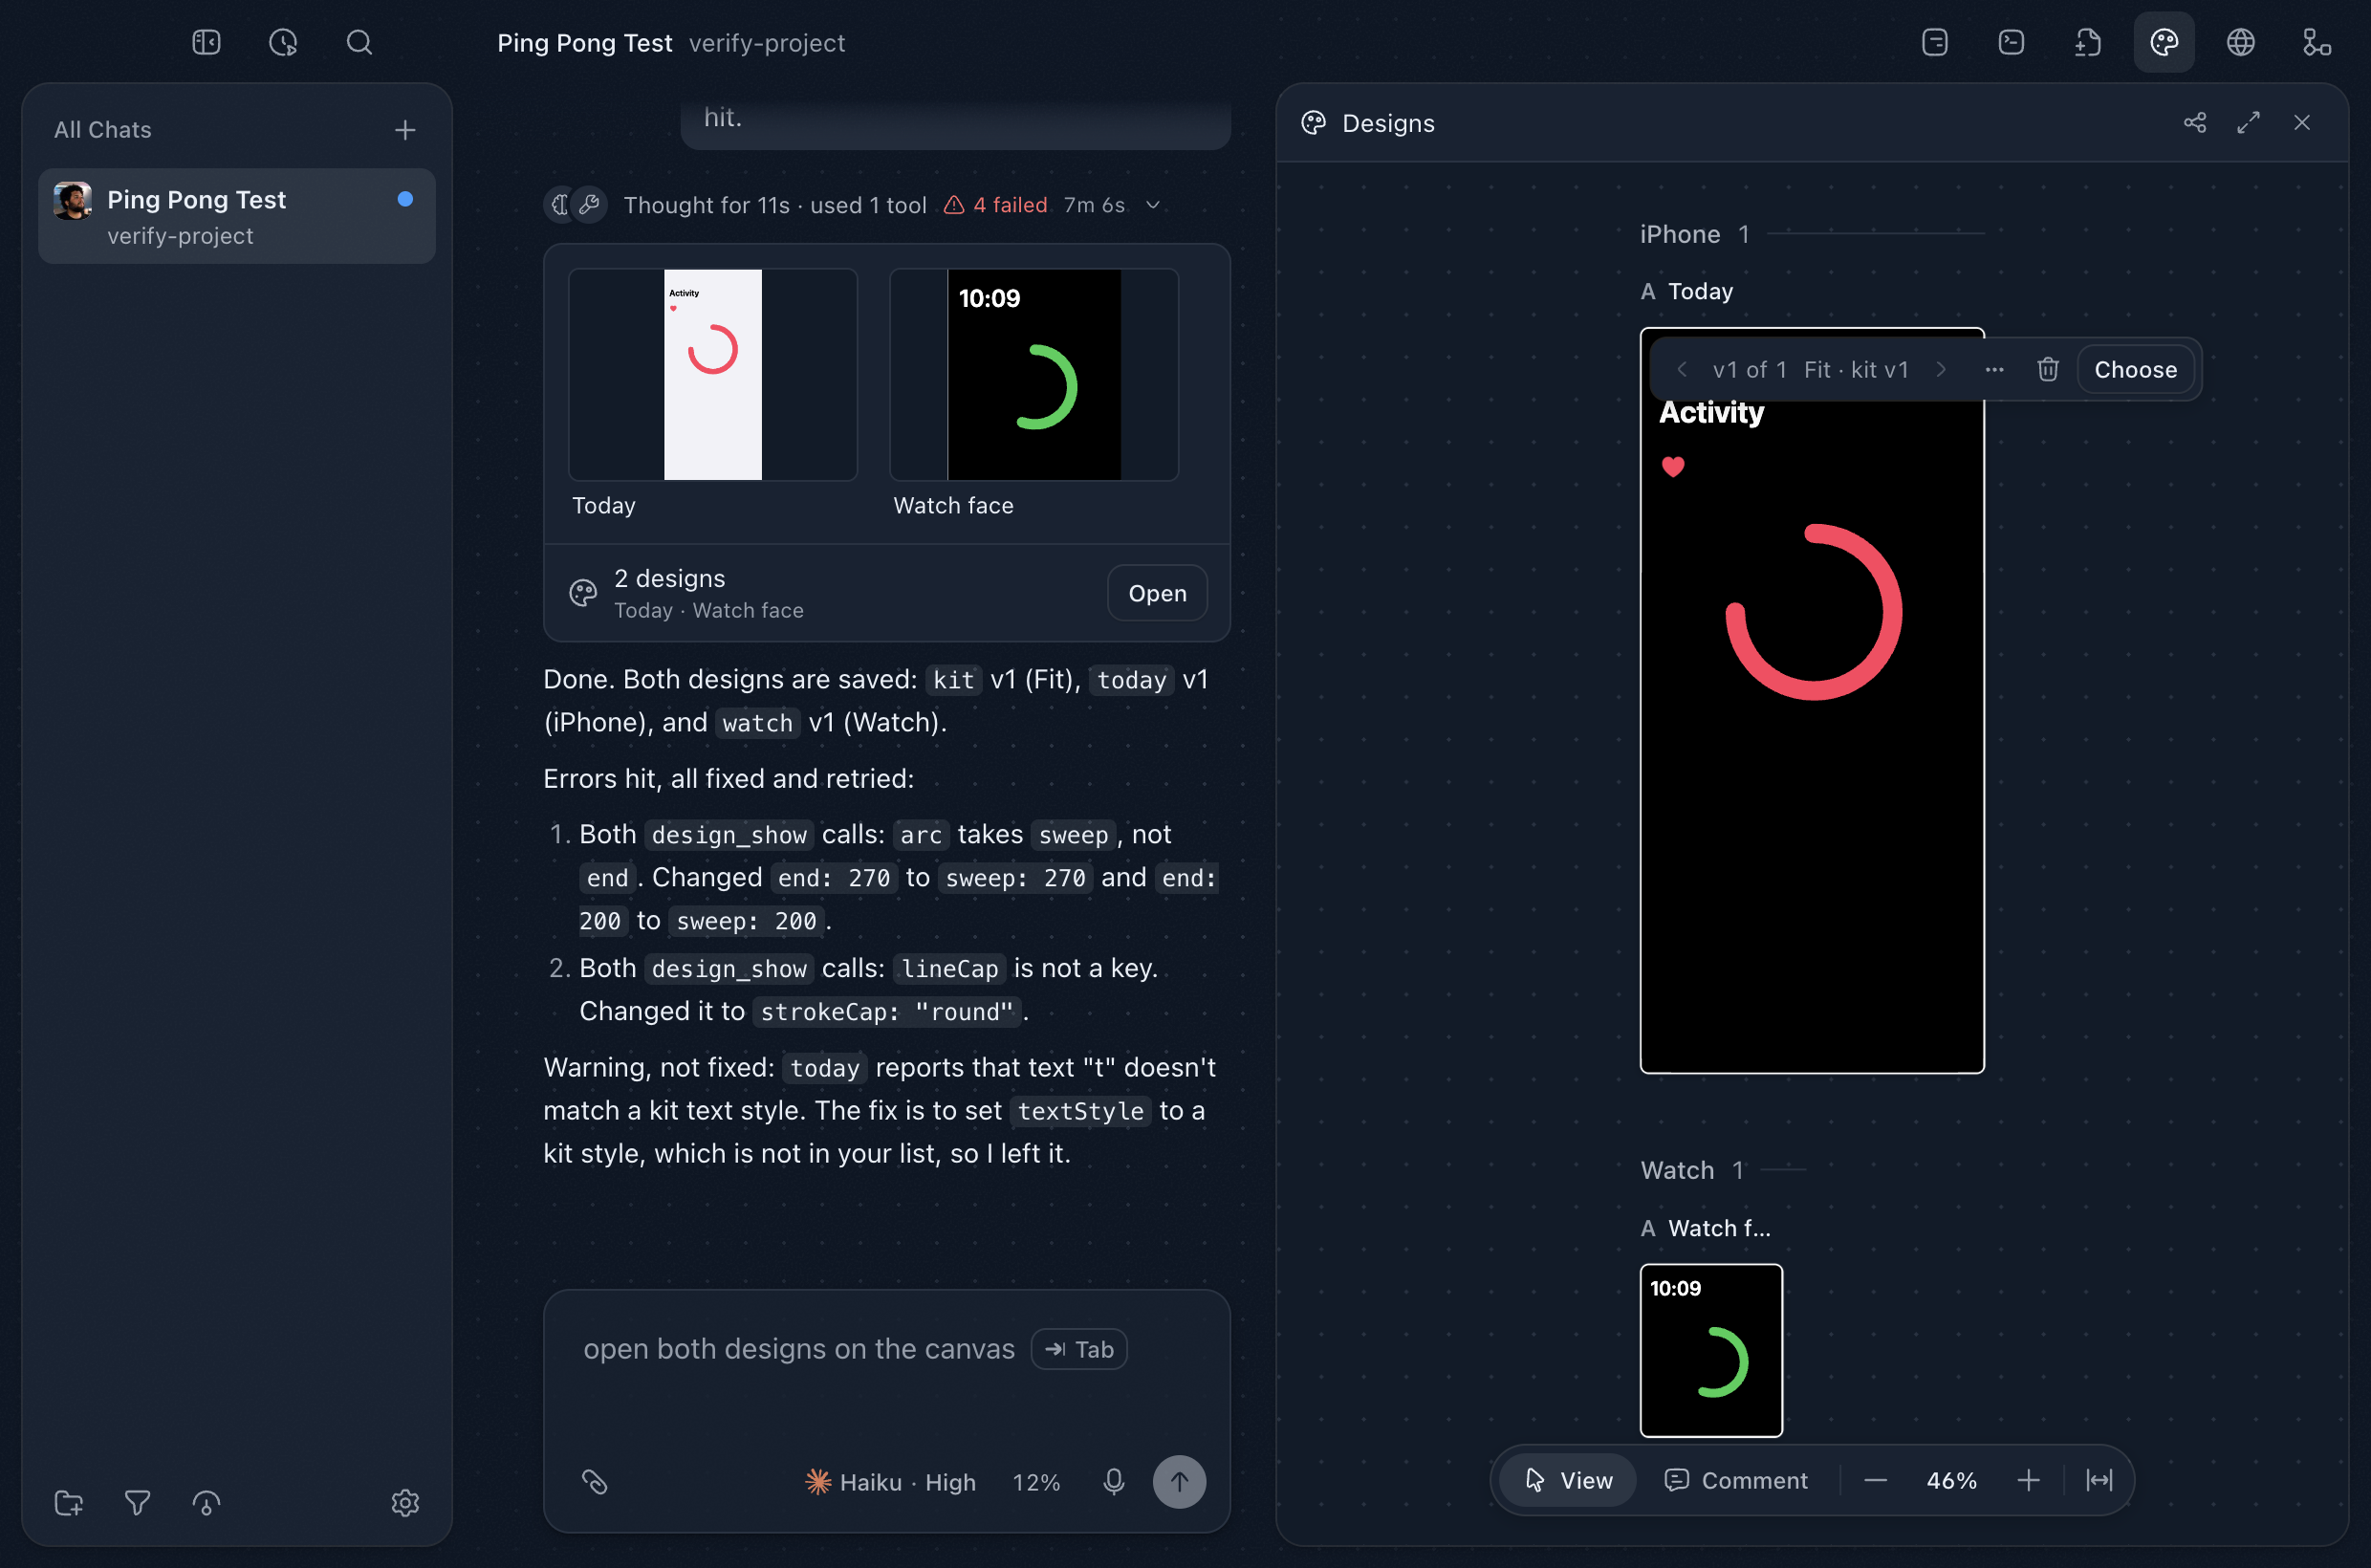 Ping Pong Test verify-project
All Chats
Ping Pong Test
verify-project
hit.
Thought for 11s · used 1 tool 4 failed 7m 6s
Activity
10:09
Today
Watch face
2 designs
Today · Watch face
Open
Done. Both designs are saved: kit v1 (Fit), today v1
(iPhone), and watch v1 (Watch).
Errors hit, all fixed and retried:
1. Both design_show calls: arc takes sweep, not
end. Changed end: 270 to sweep: 270 and end:
200 to sweep: 200.
2. Both design_show calls: lineCap is not a key.
Changed it to strokeCap: "round".
Warning, not fixed: today reports that text "t" doesn't
match a kit text style. The fix is to set textStyle to a
kit style, which is not in your list, so I left it.
open both designs on the canvas Tab
Haiku · High 12%
Designs
iPhone 1
A Today
v1 of 1 Fit · kit v1 Choose
Activity
Watch 1
A Watch f...
10:09
View Comment 46%